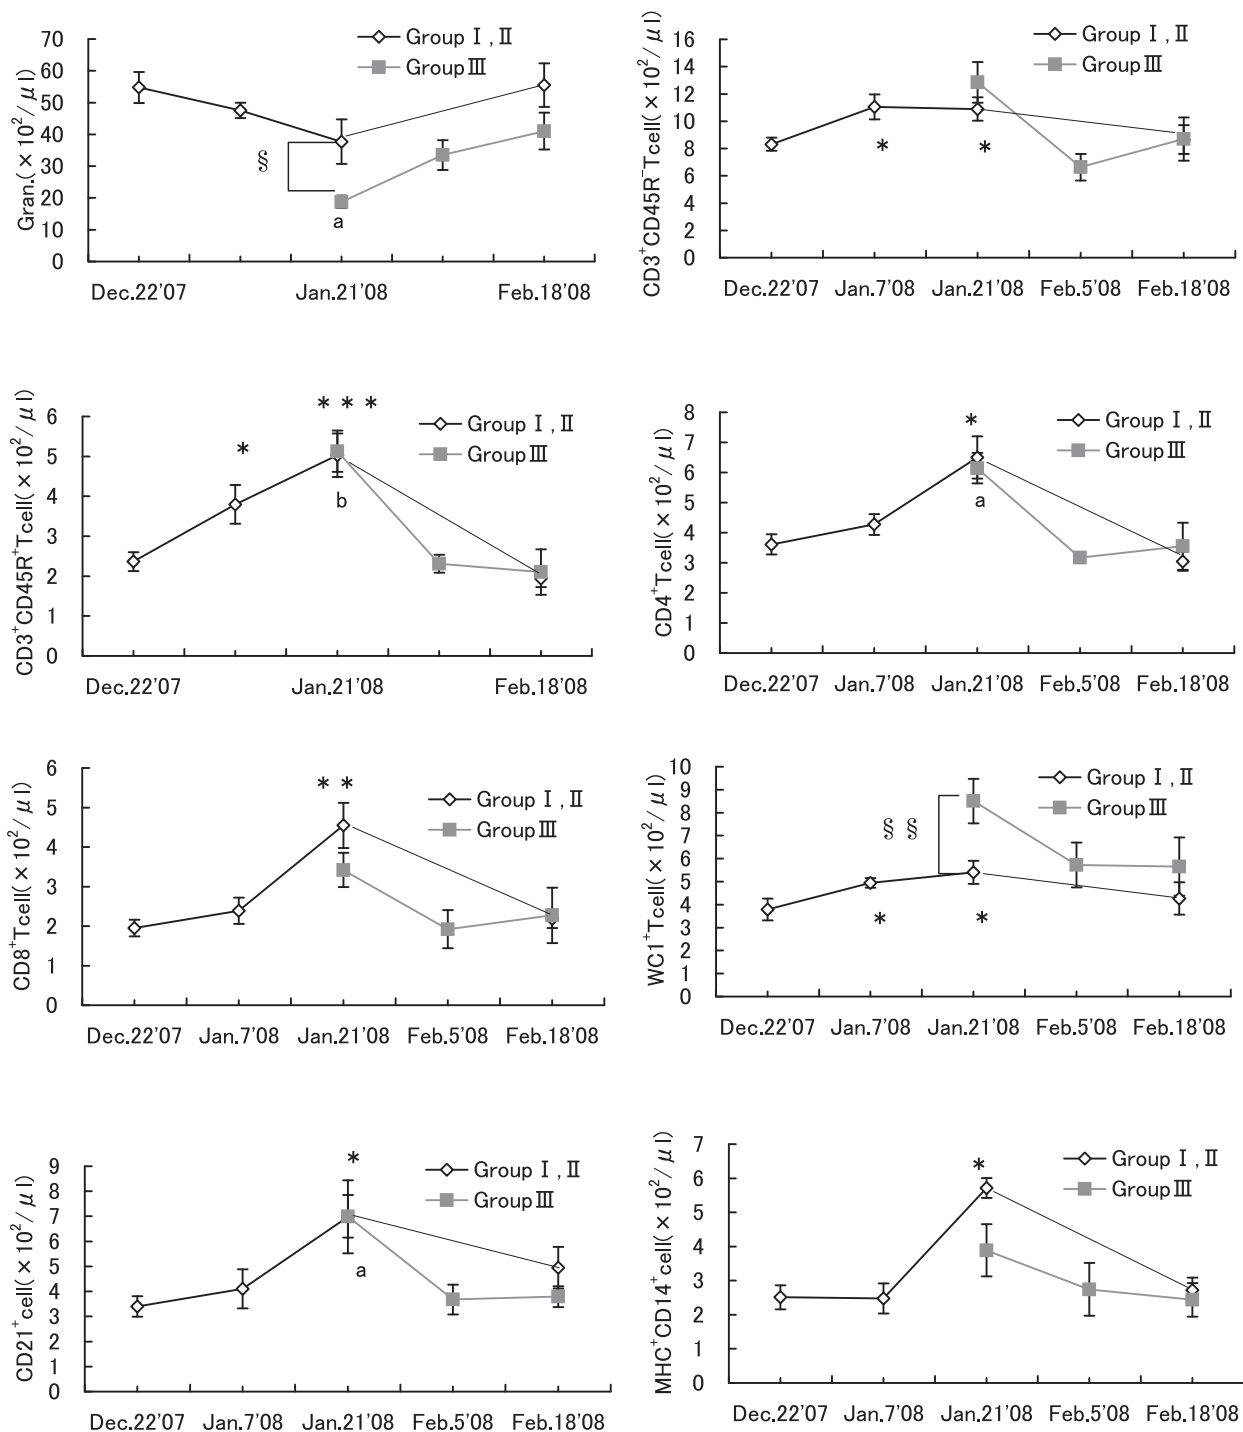 Gran.(×10²/μl)
70
60
50
40
30
20
10
0
Group Ⅰ,Ⅱ
Group Ⅲ
§
a
Dec.22'07 Jan.21'08 Feb.18'08
CD3⁺CD45R⁻Tcell(×10²/μl)
16
14
12
10
8
6
4
2
0
Group Ⅰ,Ⅱ
Group Ⅲ
* *
Dec.22'07 Jan.7'08 Jan.21'08 Feb.5'08 Feb.18'08
CD3⁺CD45R⁺Tcell(×10²/μl)
6
5
4
3
2
1
0
* * *
*
Group Ⅰ,Ⅱ
Group Ⅲ
b
Dec.22'07 Jan.21'08 Feb.18'08
CD4⁺Tcell(×10²/μl)
8
7
6
5
4
3
2
1
0
*
Group Ⅰ,Ⅱ
Group Ⅲ
a
Dec.22'07 Jan.7'08 Jan.21'08 Feb.5'08 Feb.18'08
CD8⁺Tcell(×10²/μl)
6
5
4
3
2
1
0
* *
Group Ⅰ,Ⅱ
Group Ⅲ
Dec.22'07 Jan.7'08 Jan.21'08 Feb.5'08 Feb.18'08
WC1⁺Tcell(×10²/μl)
10
9
8
7
6
5
4
3
2
1
0
Group Ⅰ,Ⅱ
Group Ⅲ
§ §
* *
Dec.22'07 Jan.7'08 Jan.21'08 Feb.5'08 Feb.18'08
CD21⁺cell(×10²/μl)
9
8
7
6
5
4
3
2
1
0
*
Group Ⅰ,Ⅱ
Group Ⅲ
a
Dec.22'07 Jan.7'08 Jan.21'08 Feb.5'08 Feb.18'08
MHC⁺CD14⁺cell(×10²/μl)
7
6
5
4
3
2
1
0
*
Group Ⅰ,Ⅱ
Group Ⅲ
Dec.22'07 Jan.7'08 Jan.21'08 Feb.5'08 Feb.18'08